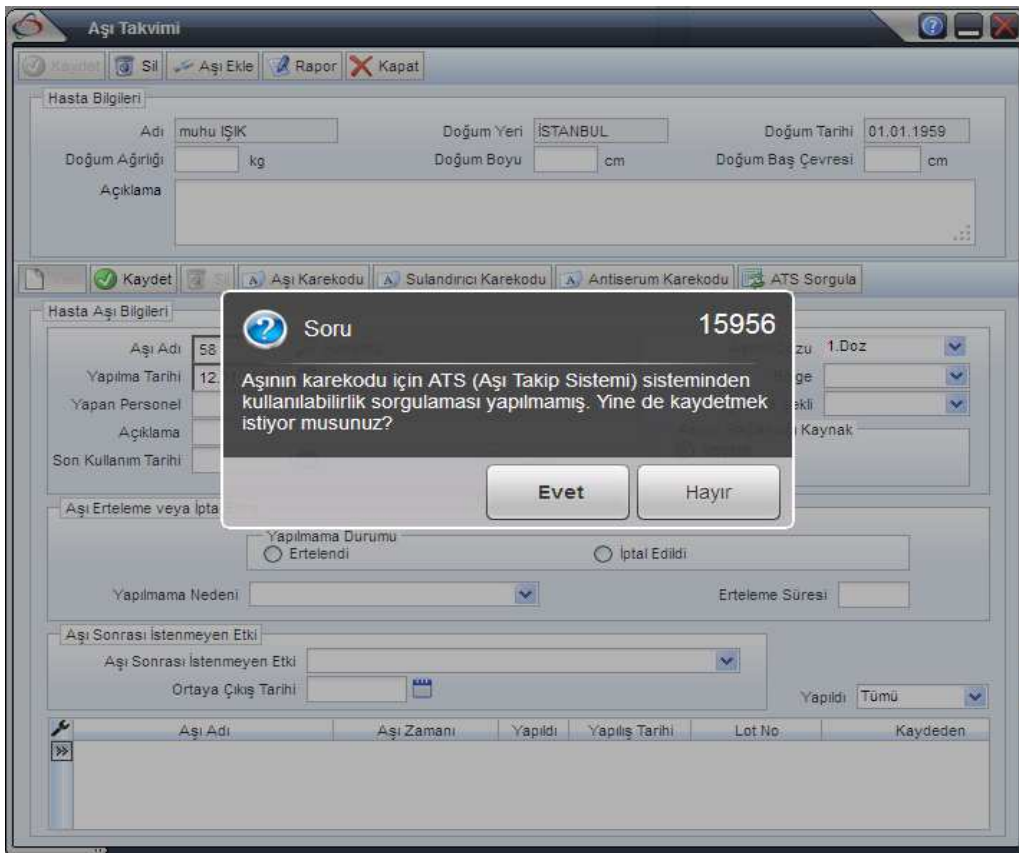 Aşı Takvimi
Kaydet Sil Aşı Ekle Rapor Kapat
Hasta Bilgileri
Adı muhu IŞIK Doğum Yeri İSTANBUL Doğum Tarihi 01.01.1959
Doğum Ağırlığı kg Doğum Boyu cm Doğum Baş Çevresi cm
Açıklama
Kaydet Sil Aşı Karekodu Sulandırıcı Karekodu Antiserum Karekodu ATS Sorgula
Hasta Aşı Bilgileri
Soru 15956
Aşı Adı 58 1.Doz
Yapılma Tarihi 12.
Aşının karekodu için ATS (Aşı Takip Sistemi) sisteminden
kullanılabilirlik sorgulaması yapılmamış. Yine de kaydetmek
istiyor musunuz?
Yapan Personel
Açıklama Kaynak
Son Kullanım Tarihi
Evet Hayır
Aşı Erteleme veya
Yapılmama Durumu
Ertelendi İptal Edildi
Yapılmama Nedeni Erteleme Süresi
Aşı Sonrası İstenmeyen Etki
Aşı Sonrası İstenmeyen Etki
Ortaya Çıkış Tarihi
Yapıldı Tümü
Aşı Adı Aşı Zamanı Yapıldı Yapılış Tarihi Lot No Kaydeden